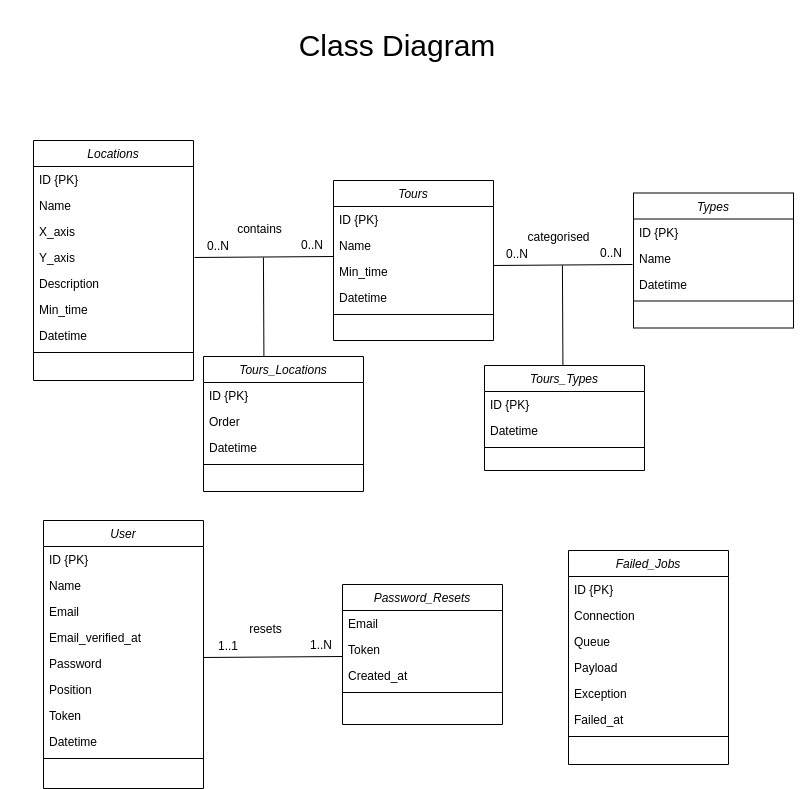 Class Diagram
Locations
ID {PK}
Name
X_axis
Y_axis
Description
Min_time
Datetime
contains
0..N
0..N
Tours
ID {PK}
Name
Min_time
Datetime
categorised
0..N
0..N
Types
ID {PK}
Name
Datetime
Tours_Locations
ID {PK}
Order
Datetime
Tours_Types
ID {PK}
Datetime
User
ID {PK}
Name
Email
Email_verified_at
Password
Position
Token
Datetime
resets
1..1
1..N
Password_Resets
Email
Token
Created_at
Failed_Jobs
ID {PK}
Connection
Queue
Payload
Exception
Failed_at